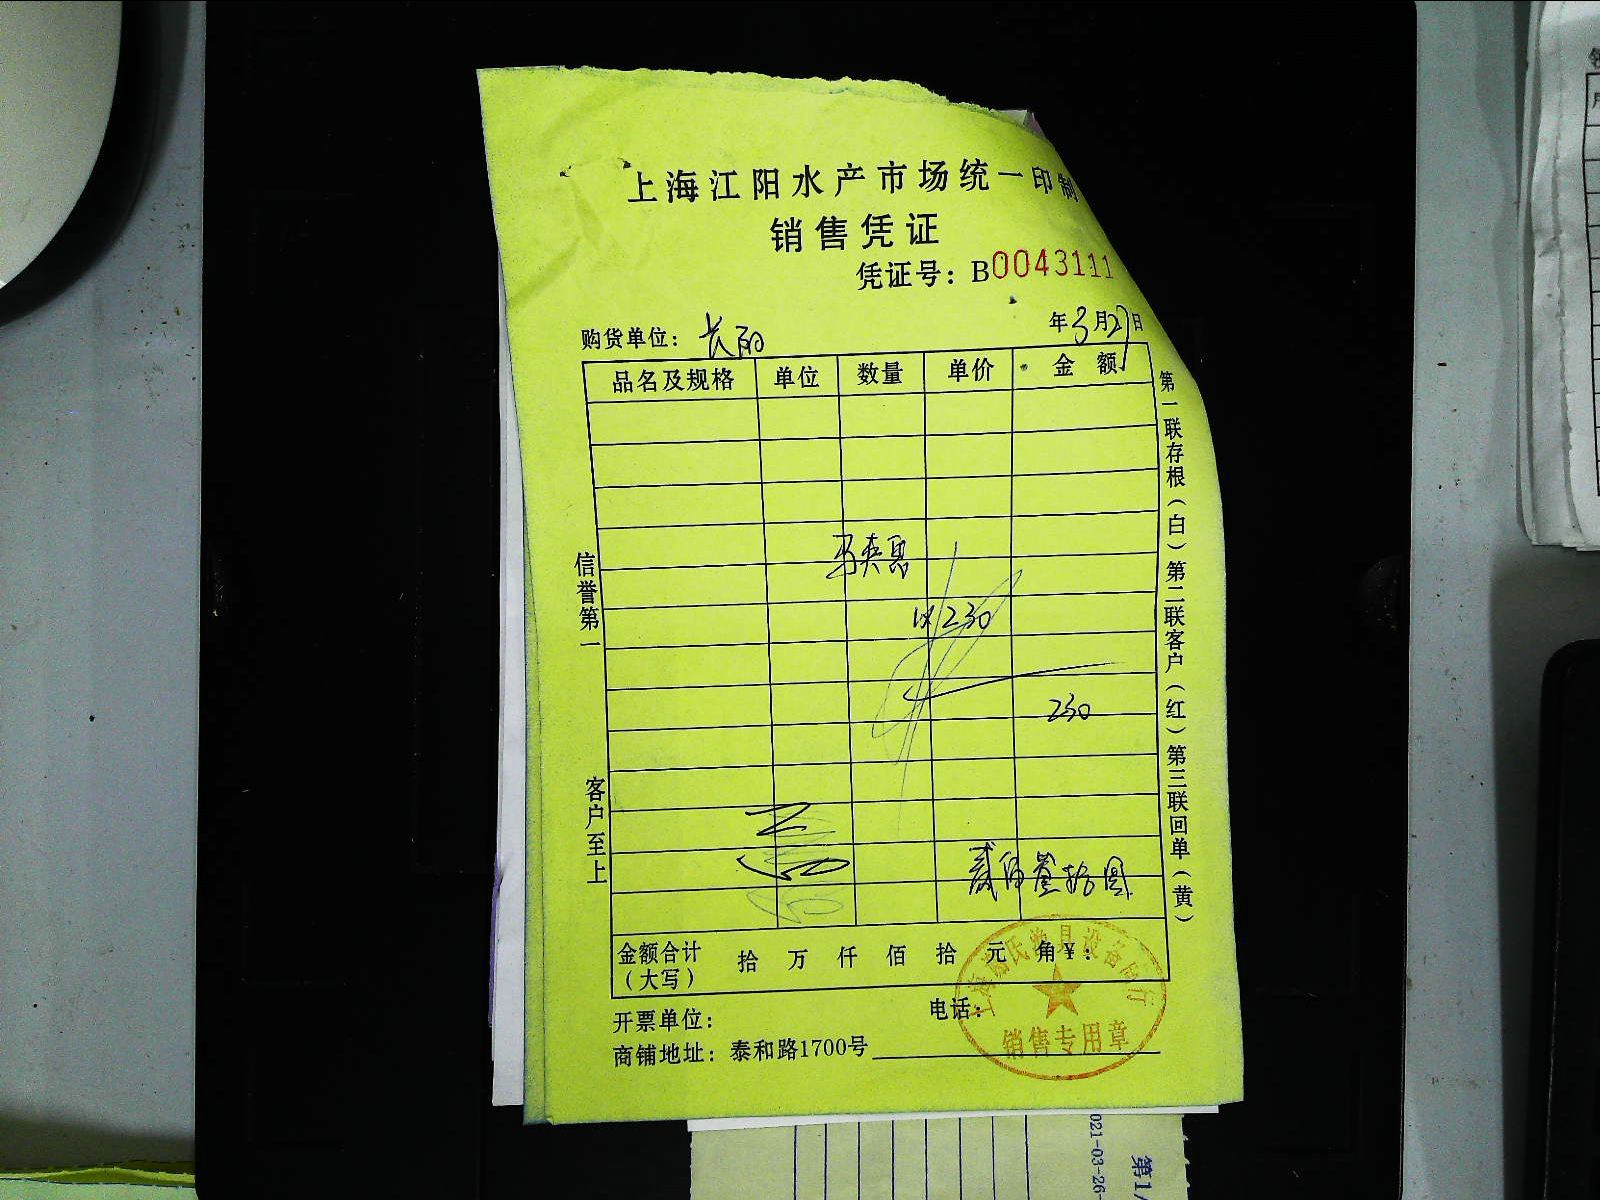 上海江阳水产市场统一印制
销售凭证
凭证号：B0043111
购货单位：
年3月27日
品名及规格 单位 数量 单价 金额
1X230
230
贰佰叁拾圆
金额合计（大写） 拾 万 仟 佰 拾 元 角 ¥：
开票单位：
电话：
商铺地址：泰和路1700号
信誉第一
客户至上
第一联存根（白）第二联客户（红）第三联回单（黄）
销售专用章
021-03-26-
第1/